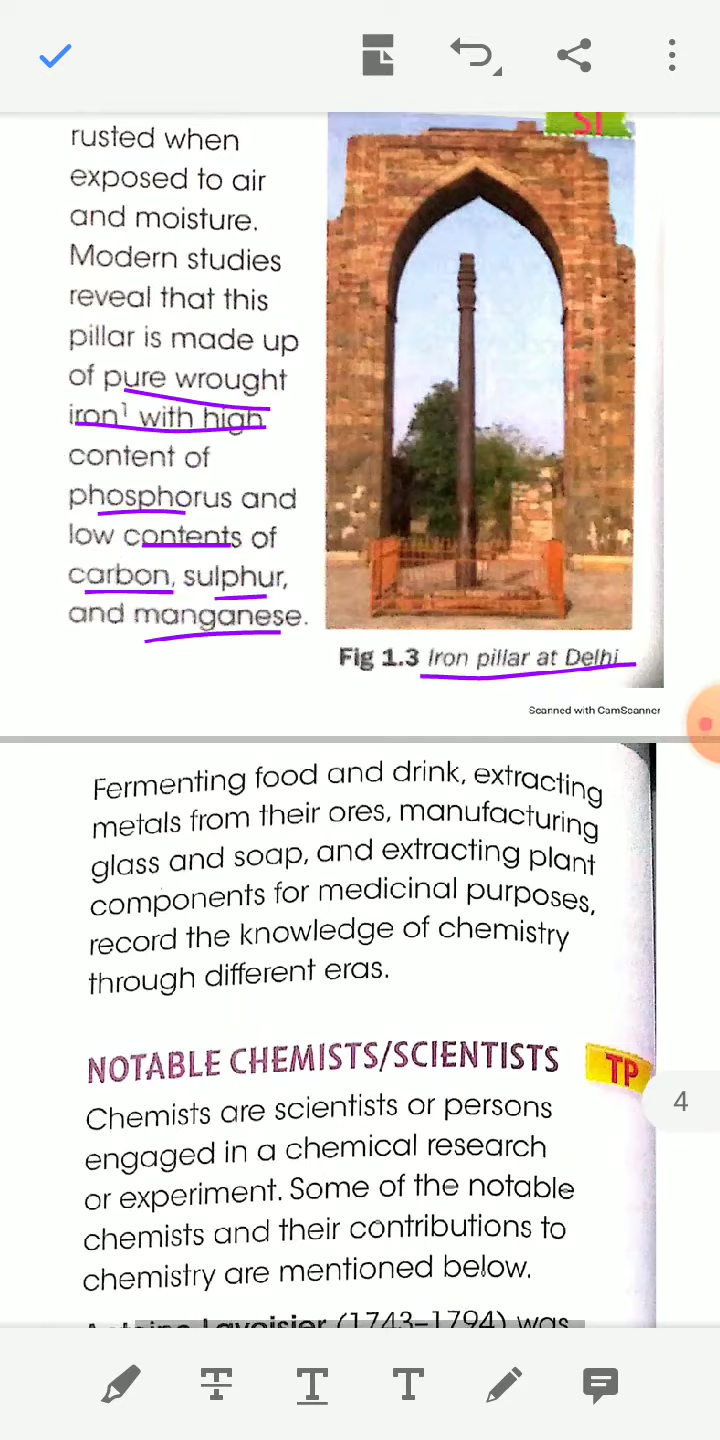 rusted when
exposed to air
and moisture.
Modern studies
reveal that this
pillar is made up
of pure wrought
iron¹ with high
content of
phosphorus and
low contents of
carbon, sulphur,
and manganese.
SI
Fig 1.3 Iron pillar at Delhi
Scanned with CamScanner
Fermenting food and drink, extracting
metals from their ores, manufacturing
glass and soap, and extracting plant
components for medicinal purposes,
record the knowledge of chemistry
through different eras.
NOTABLE CHEMISTS/SCIENTISTS
TP
4
Chemists are scientists or persons
engaged in a chemical research
or experiment. Some of the notable
chemists and their contributions to
chemistry are mentioned below.
Antoine Lavoisier (1743–1794) was
T
T
T